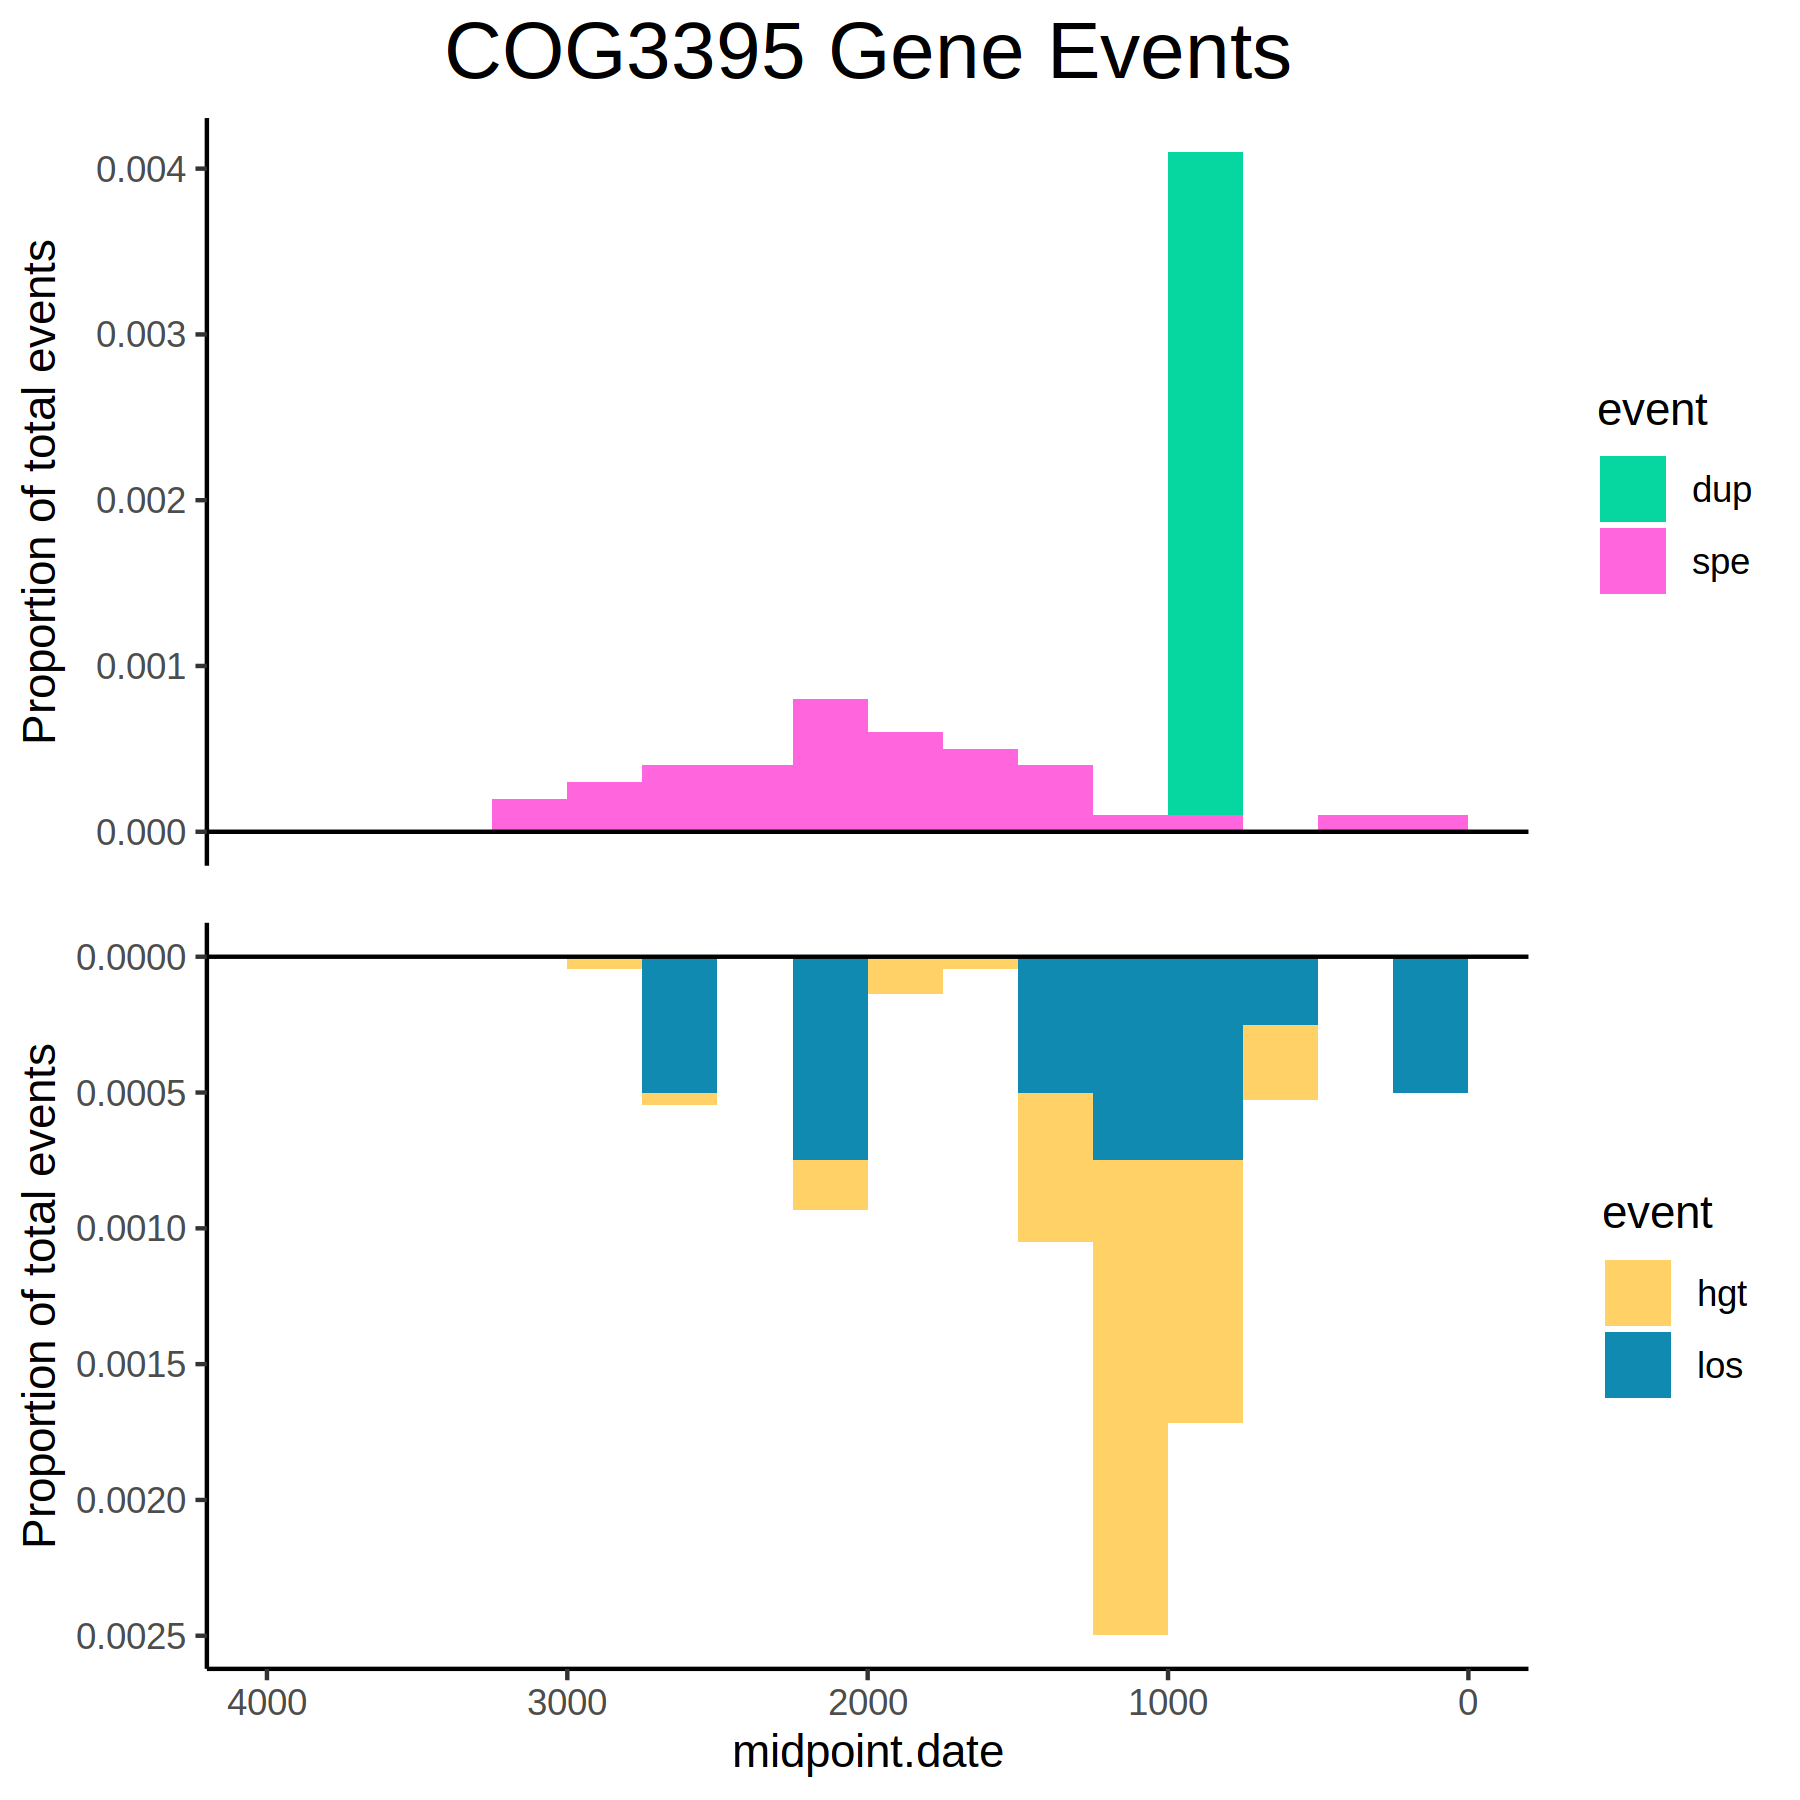 COG3395 Gene Events
Proportion of total events
0.004
0.003
0.002
0.001
0.000
event
dup
spe
Proportion of total events
0.0000
0.0005
0.0010
0.0015
0.0020
0.0025
event
hgt
los
4000 3000 2000 1000 0
midpoint.date